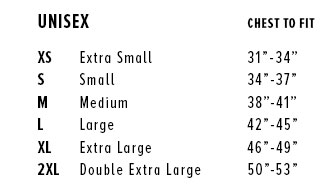 UNISEX CHEST TO FIT
XS Extra Small 31”-34”
S Small 34”-37”
M Medium 38”-41”
L Large 42”-45”
XL Extra Large 46”-49”
2XL Double Extra Large 50”-53”